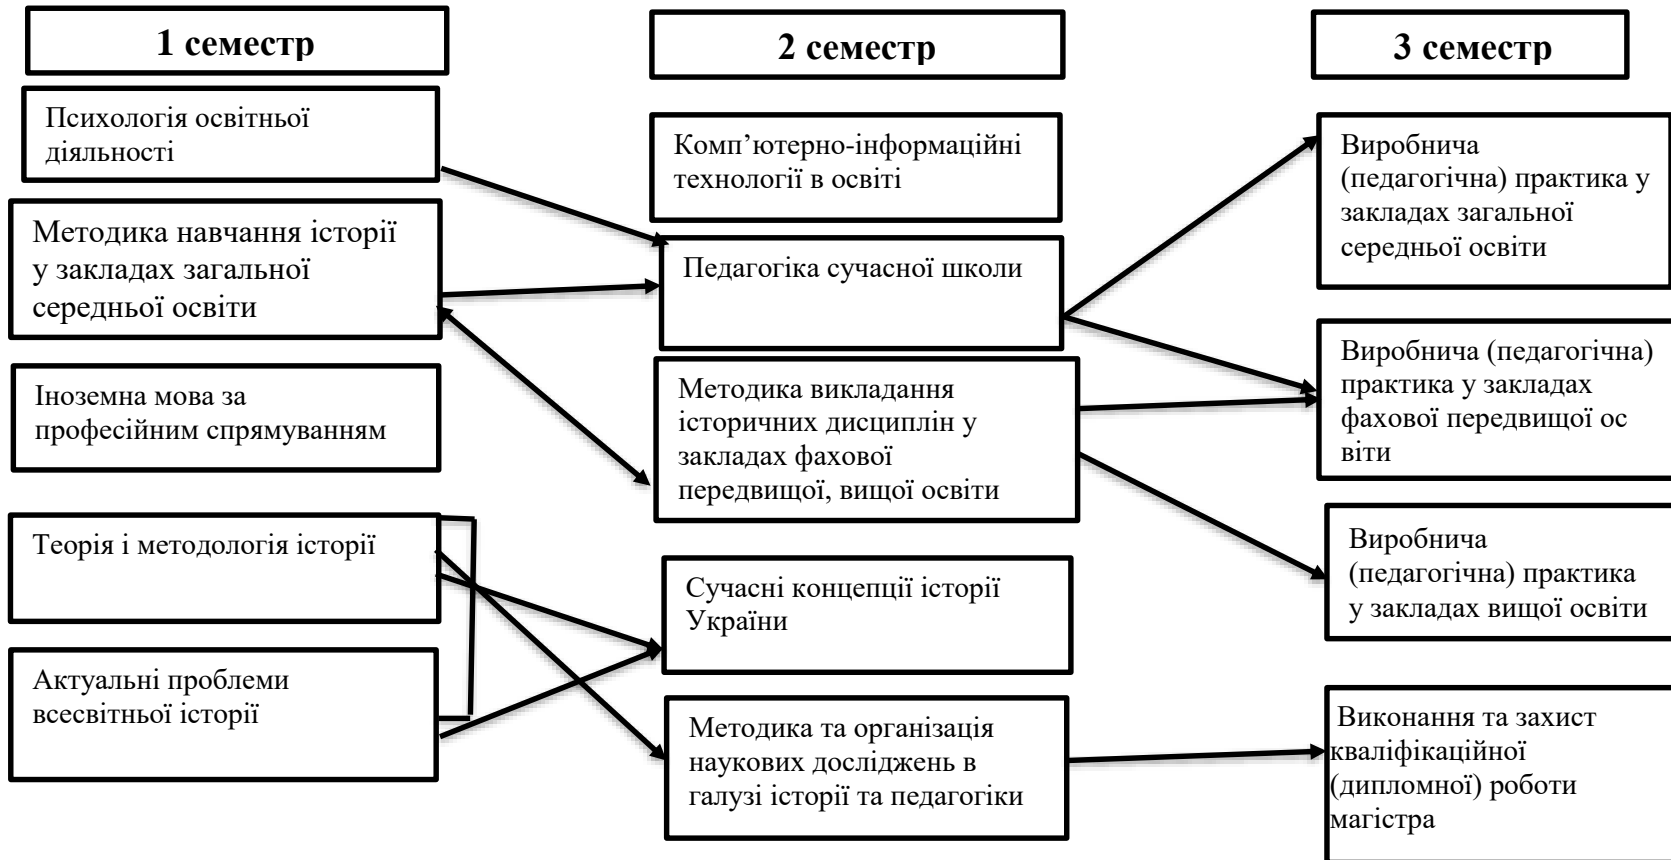 1 семестр
Психологія освітньої
діяльності
Методика навчання історії
у закладах загальної
середньої освіти
Іноземна мова за
професійним спрямуванням
Теорія і методологія історії
Актуальні проблеми
всесвітньої історії
2 семестр
Комп’ютерно-інформаційні
технології в освіті
Педагогіка сучасної школи
Методика викладання
історичних дисциплін у
закладах фахової
передвищої, вищої освіти
Сучасні концепції історії
України
Методика та організація
наукових досліджень в
галузі історії та педагогіки
3 семестр
Виробнича
(педагогічна) практика у
закладах загальної
середньої освіти
Виробнича (педагогічна)
практика у закладах
фахової передвищої ос
віти
Виробнича
(педагогічна) практика
у закладах вищої освіти
Виконання та захист
кваліфікаційної
(дипломної) роботи
магістра